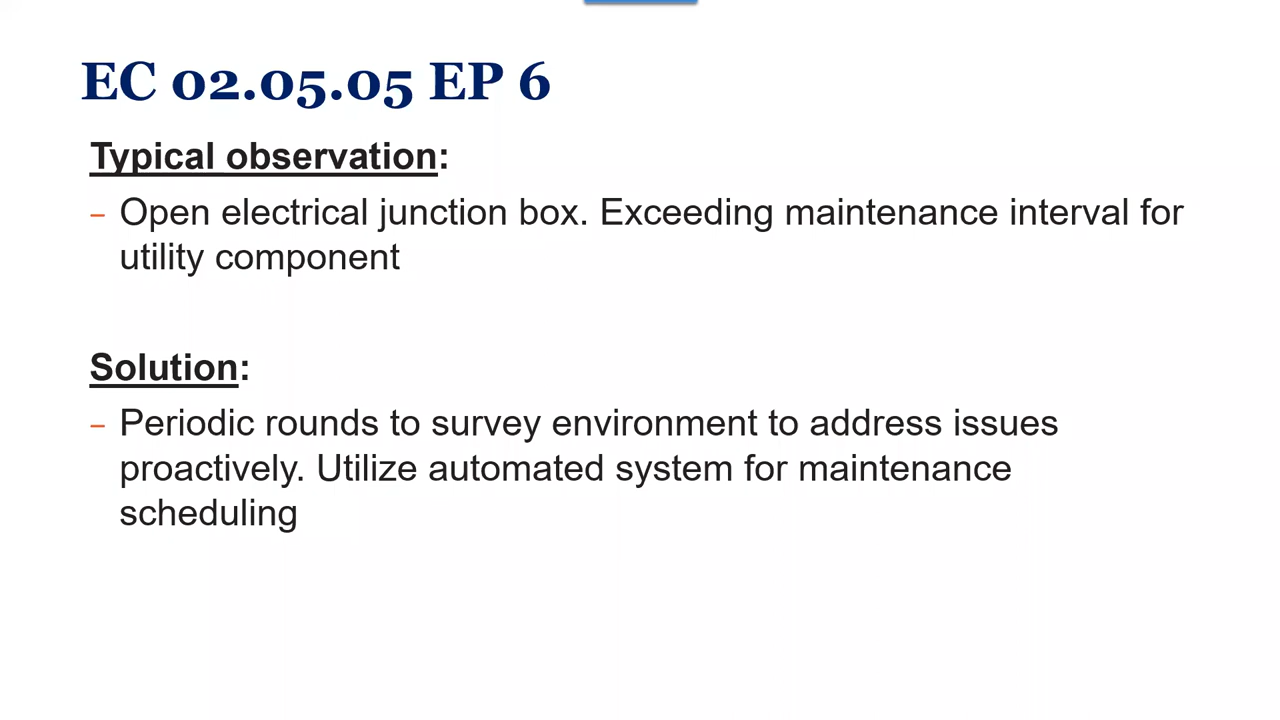 EC 02.05.05 EP 6
Typical observation:
– Open electrical junction box. Exceeding maintenance interval for
utility component
Solution:
– Periodic rounds to survey environment to address issues
proactively. Utilize automated system for maintenance
scheduling